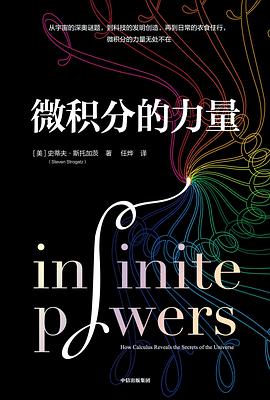 从宇宙的深奥谜题，到科技的发明创造，再到日常的衣食住行，
微积分的力量无处不在
微积分的力量
［美］史蒂夫·斯托加茨 著 任烨 译
（Steven Strogatz）
infinite
powers
How Calculus Reveals the Secrets of the Universe
中信出版集团